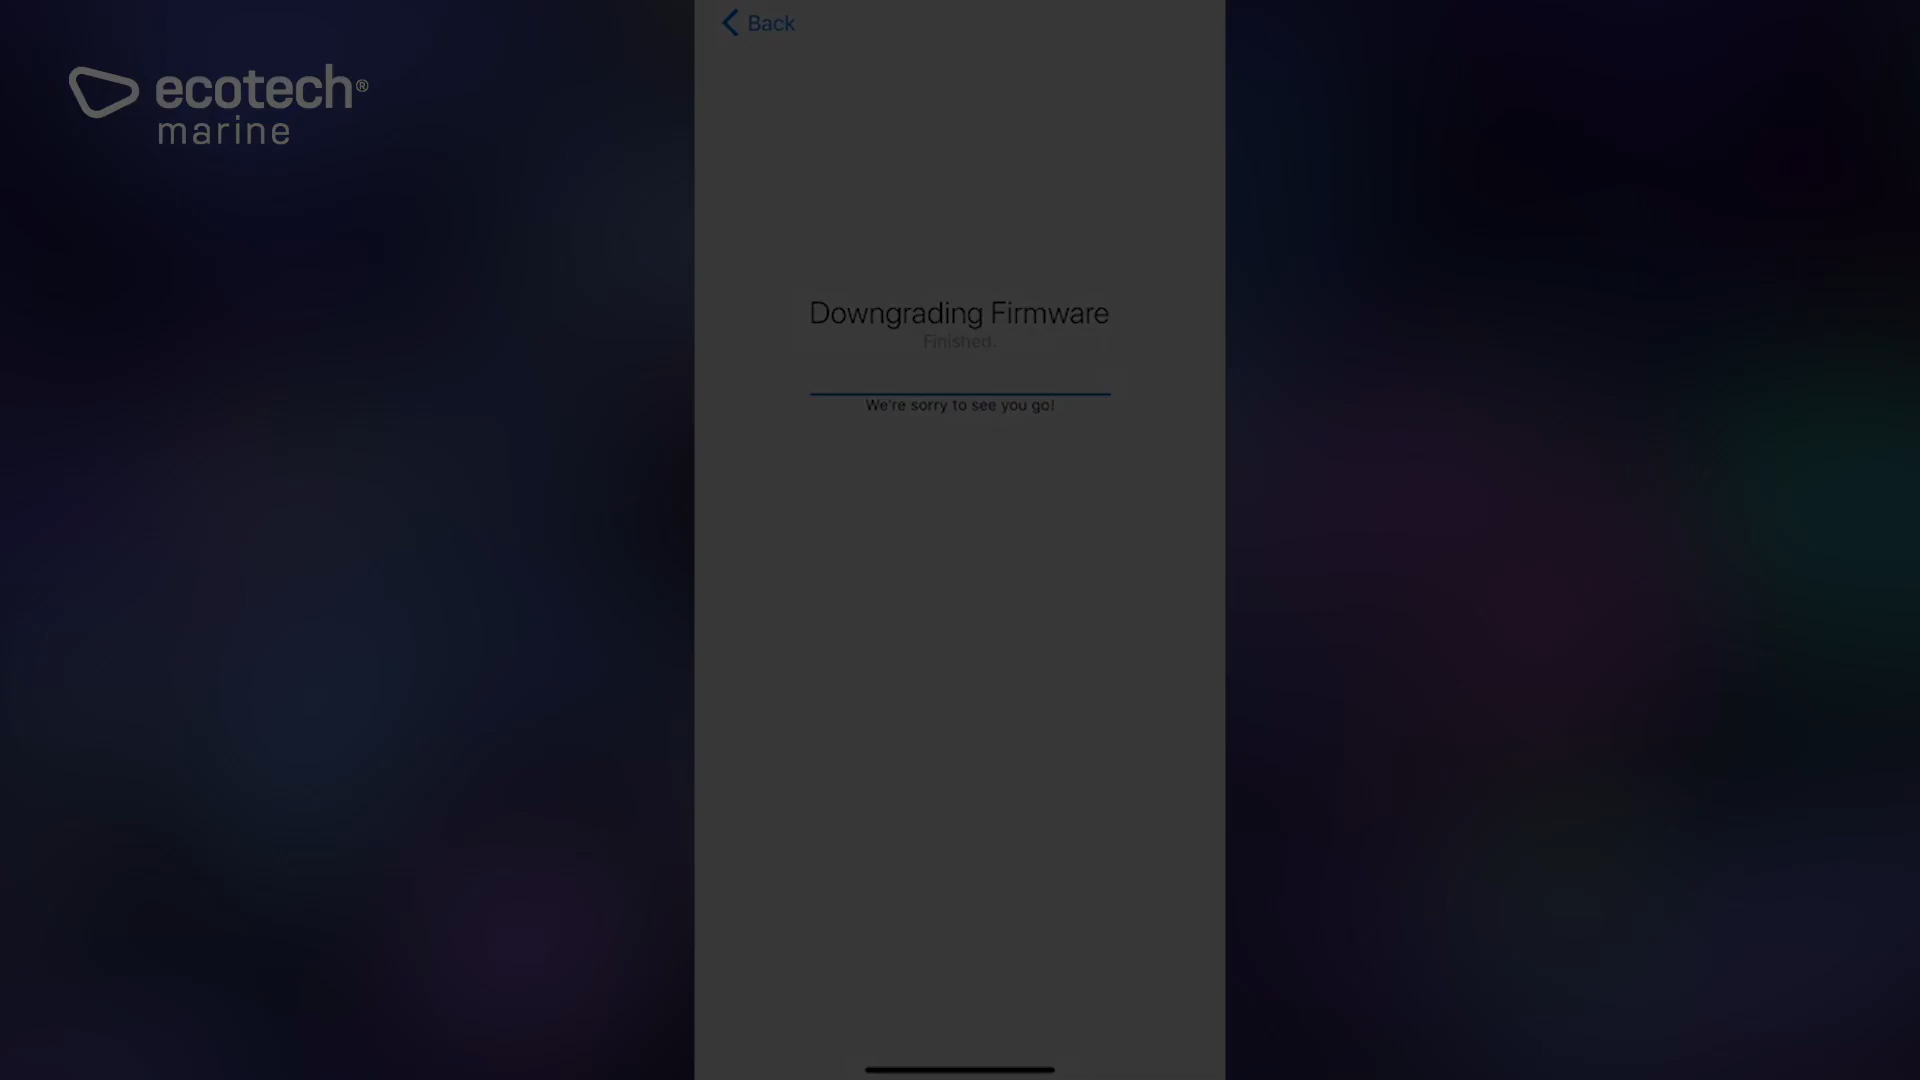 Back
ecotech®
marine
Downgrading Firmware
Finished.
We're sorry to see you go!